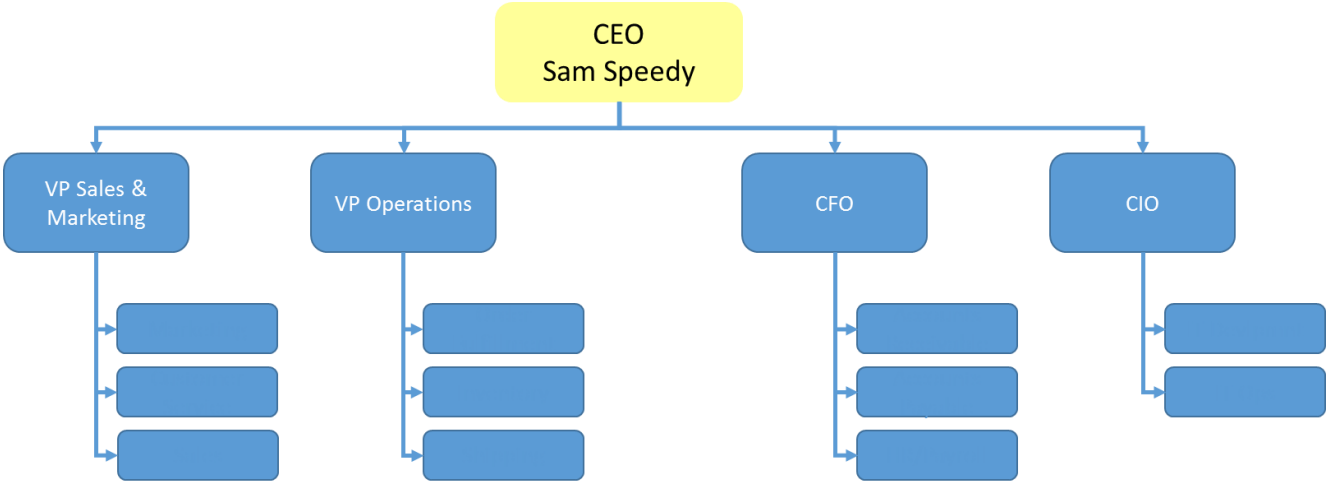 CEO
Sam Speedy
VP Sales &
Marketing
VP Operations
CFO
CIO